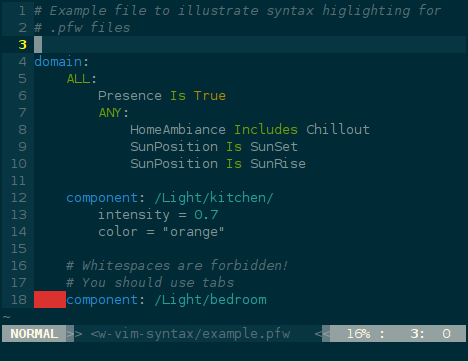 1 # Example file to illustrate syntax higlighting for
2 # .pfw files
3
4 domain:
5     ALL:
6         Presence Is True
7         ANY:
8             HomeAmbiance Includes Chillout
9             SunPosition Is SunSet
10             SunPosition Is SunRise
11
12     component: /Light/kitchen/
13         intensity = 0.7
14         color = "orange"
15
16     # Whitespaces are forbidden!
17     # You should use tabs
18     component: /Light/bedroom
~
NORMAL >> <w-vim-syntax/example.pfw << 16% : 3: 0